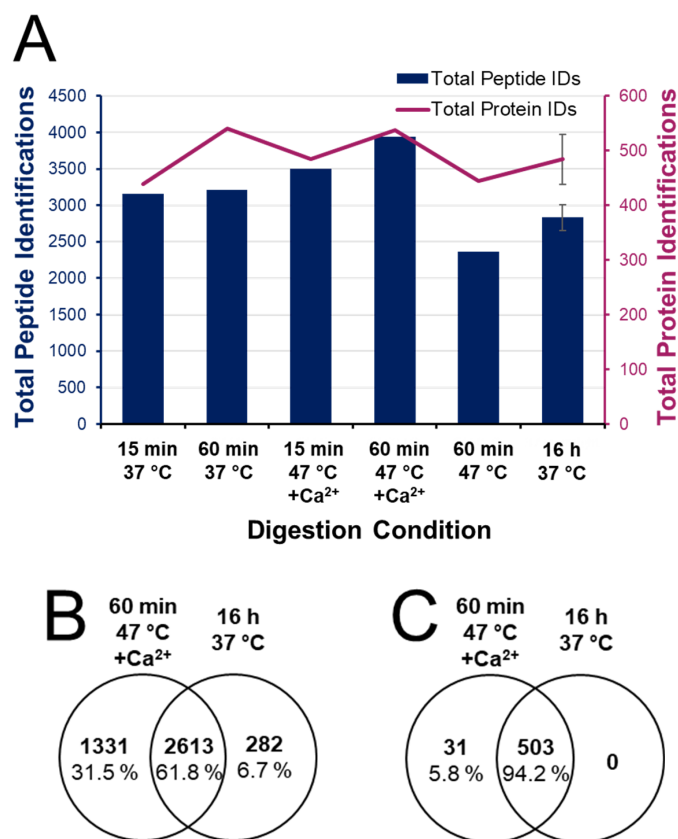 A
Total Peptide IDs
Total Protein IDs
Total Peptide Identifications
4500
4000
3500
3000
2500
2000
1500
1000
500
0
600
500
400
300
200
100
0
Total Protein Identifications
15 min 60 min 15 min 60 min 60 min 16 h
37 °C 37 °C 47 °C 47 °C 47 °C 37 °C
+Ca²⁺ +Ca²⁺
Digestion Condition
B
60 min
47 °C
+Ca²⁺
16 h
37 °C
1331 2613 282
31.5 % 61.8 % 6.7 %
C
60 min
47 °C
+Ca²⁺
16 h
37 °C
31 503 0
5.8 % 94.2 %